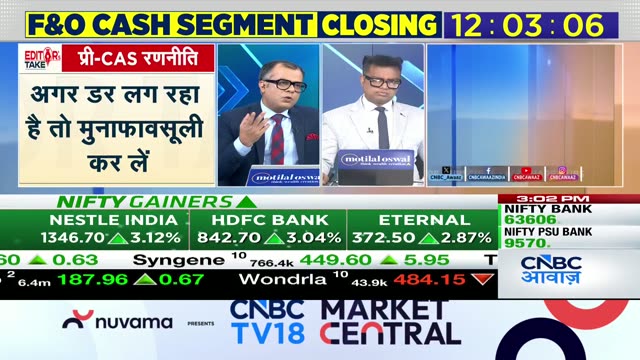 F&O CASH SEGMENT CLOSING 12:03:06
EDITOR'S TAKE
प्री-CAS रणनीति
अगर डर लग रहा
है तो मुनाफावसूली
कर लें
motilal oswal
motilal oswal
CNBC_Awaaz
CNBCAWAAZINDIA
CNBCAWAAZ
CNBCAWAAZ
NIFTY GAINERS
NESTLE INDIA
1346.70 3.12%
HDFC BANK
842.70 3.04%
ETERNAL
372.50 2.87%
3:02 PM
NIFTY BANK
63606
NIFTY PSU BANK
9570
60 0.63 Syngene 10 766.4k 449.60 5.95
2 6.4m 187.96 0.67 Wondrla 10 43.9k 484.15
CNBC
आवाज़
nuvama PRESENTS CNBC TV18 MARKET CENTRAL